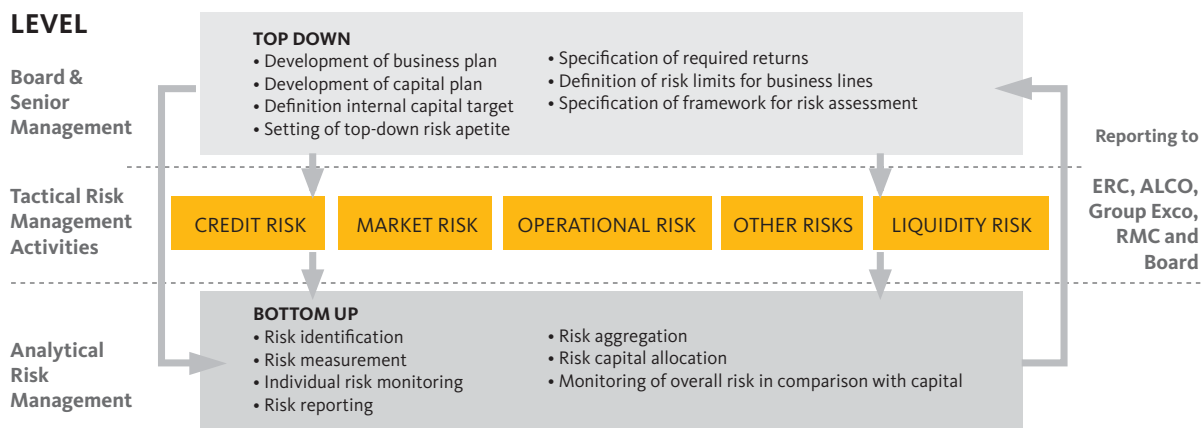 LEVEL
Board &
Senior
Management
TOP DOWN
• Development of business plan
• Development of capital plan
• Definition internal capital target
• Setting of top-down risk apetite
• Specification of required returns
• Definition of risk limits for business lines
• Specification of framework for risk assessment
Reporting to
ERC, ALCO,
Group Exco,
RMC and
Board
Tactical Risk
Management
Activities
CREDIT RISK
MARKET RISK
OPERATIONAL RISK
OTHER RISKS
LIQUIDITY RISK
Analytical
Risk
Management
BOTTOM UP
• Risk identification
• Risk measurement
• Individual risk monitoring
• Risk reporting
• Risk aggregation
• Risk capital allocation
• Monitoring of overall risk in comparison with capital